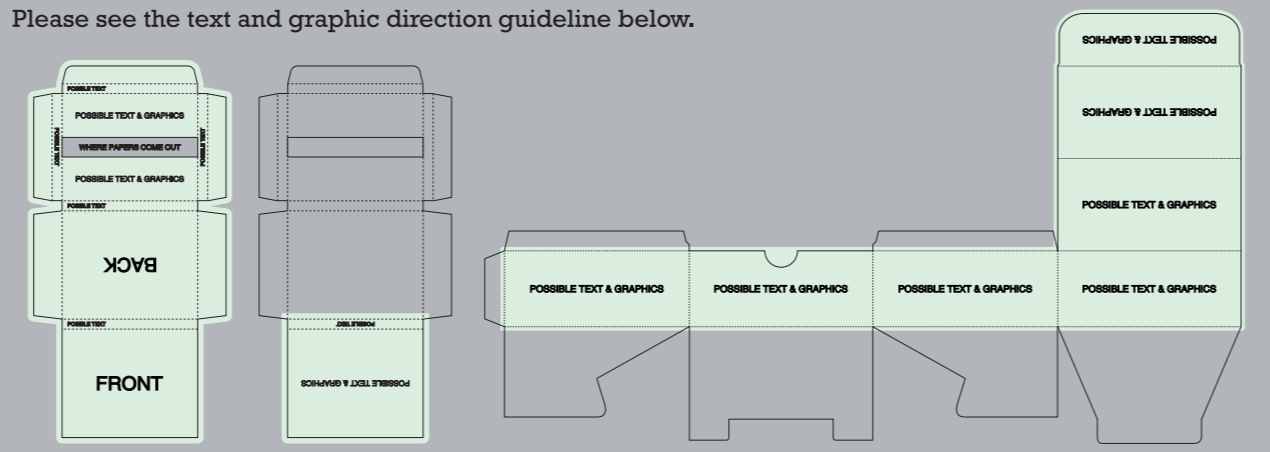 Please see the text and graphic direction guideline below.
POSSIBLE TEXT
POSSIBLE TEXT & GRAPHICS
POSSIBLE TEXT
WHERE PAPERS COME OUT
POSSIBLE TEXT
POSSIBLE TEXT & GRAPHICS
POSSIBLE TEXT
BACK
POSSIBLE TEXT
FRONT
POSSIBLE TEXT
POSSIBLE TEXT & GRAPHICS
POSSIBLE TEXT & GRAPHICS
POSSIBLE TEXT & GRAPHICS
POSSIBLE TEXT & GRAPHICS
POSSIBLE TEXT & GRAPHICS
POSSIBLE TEXT & GRAPHICS
POSSIBLE TEXT & GRAPHICS
POSSIBLE TEXT & GRAPHICS